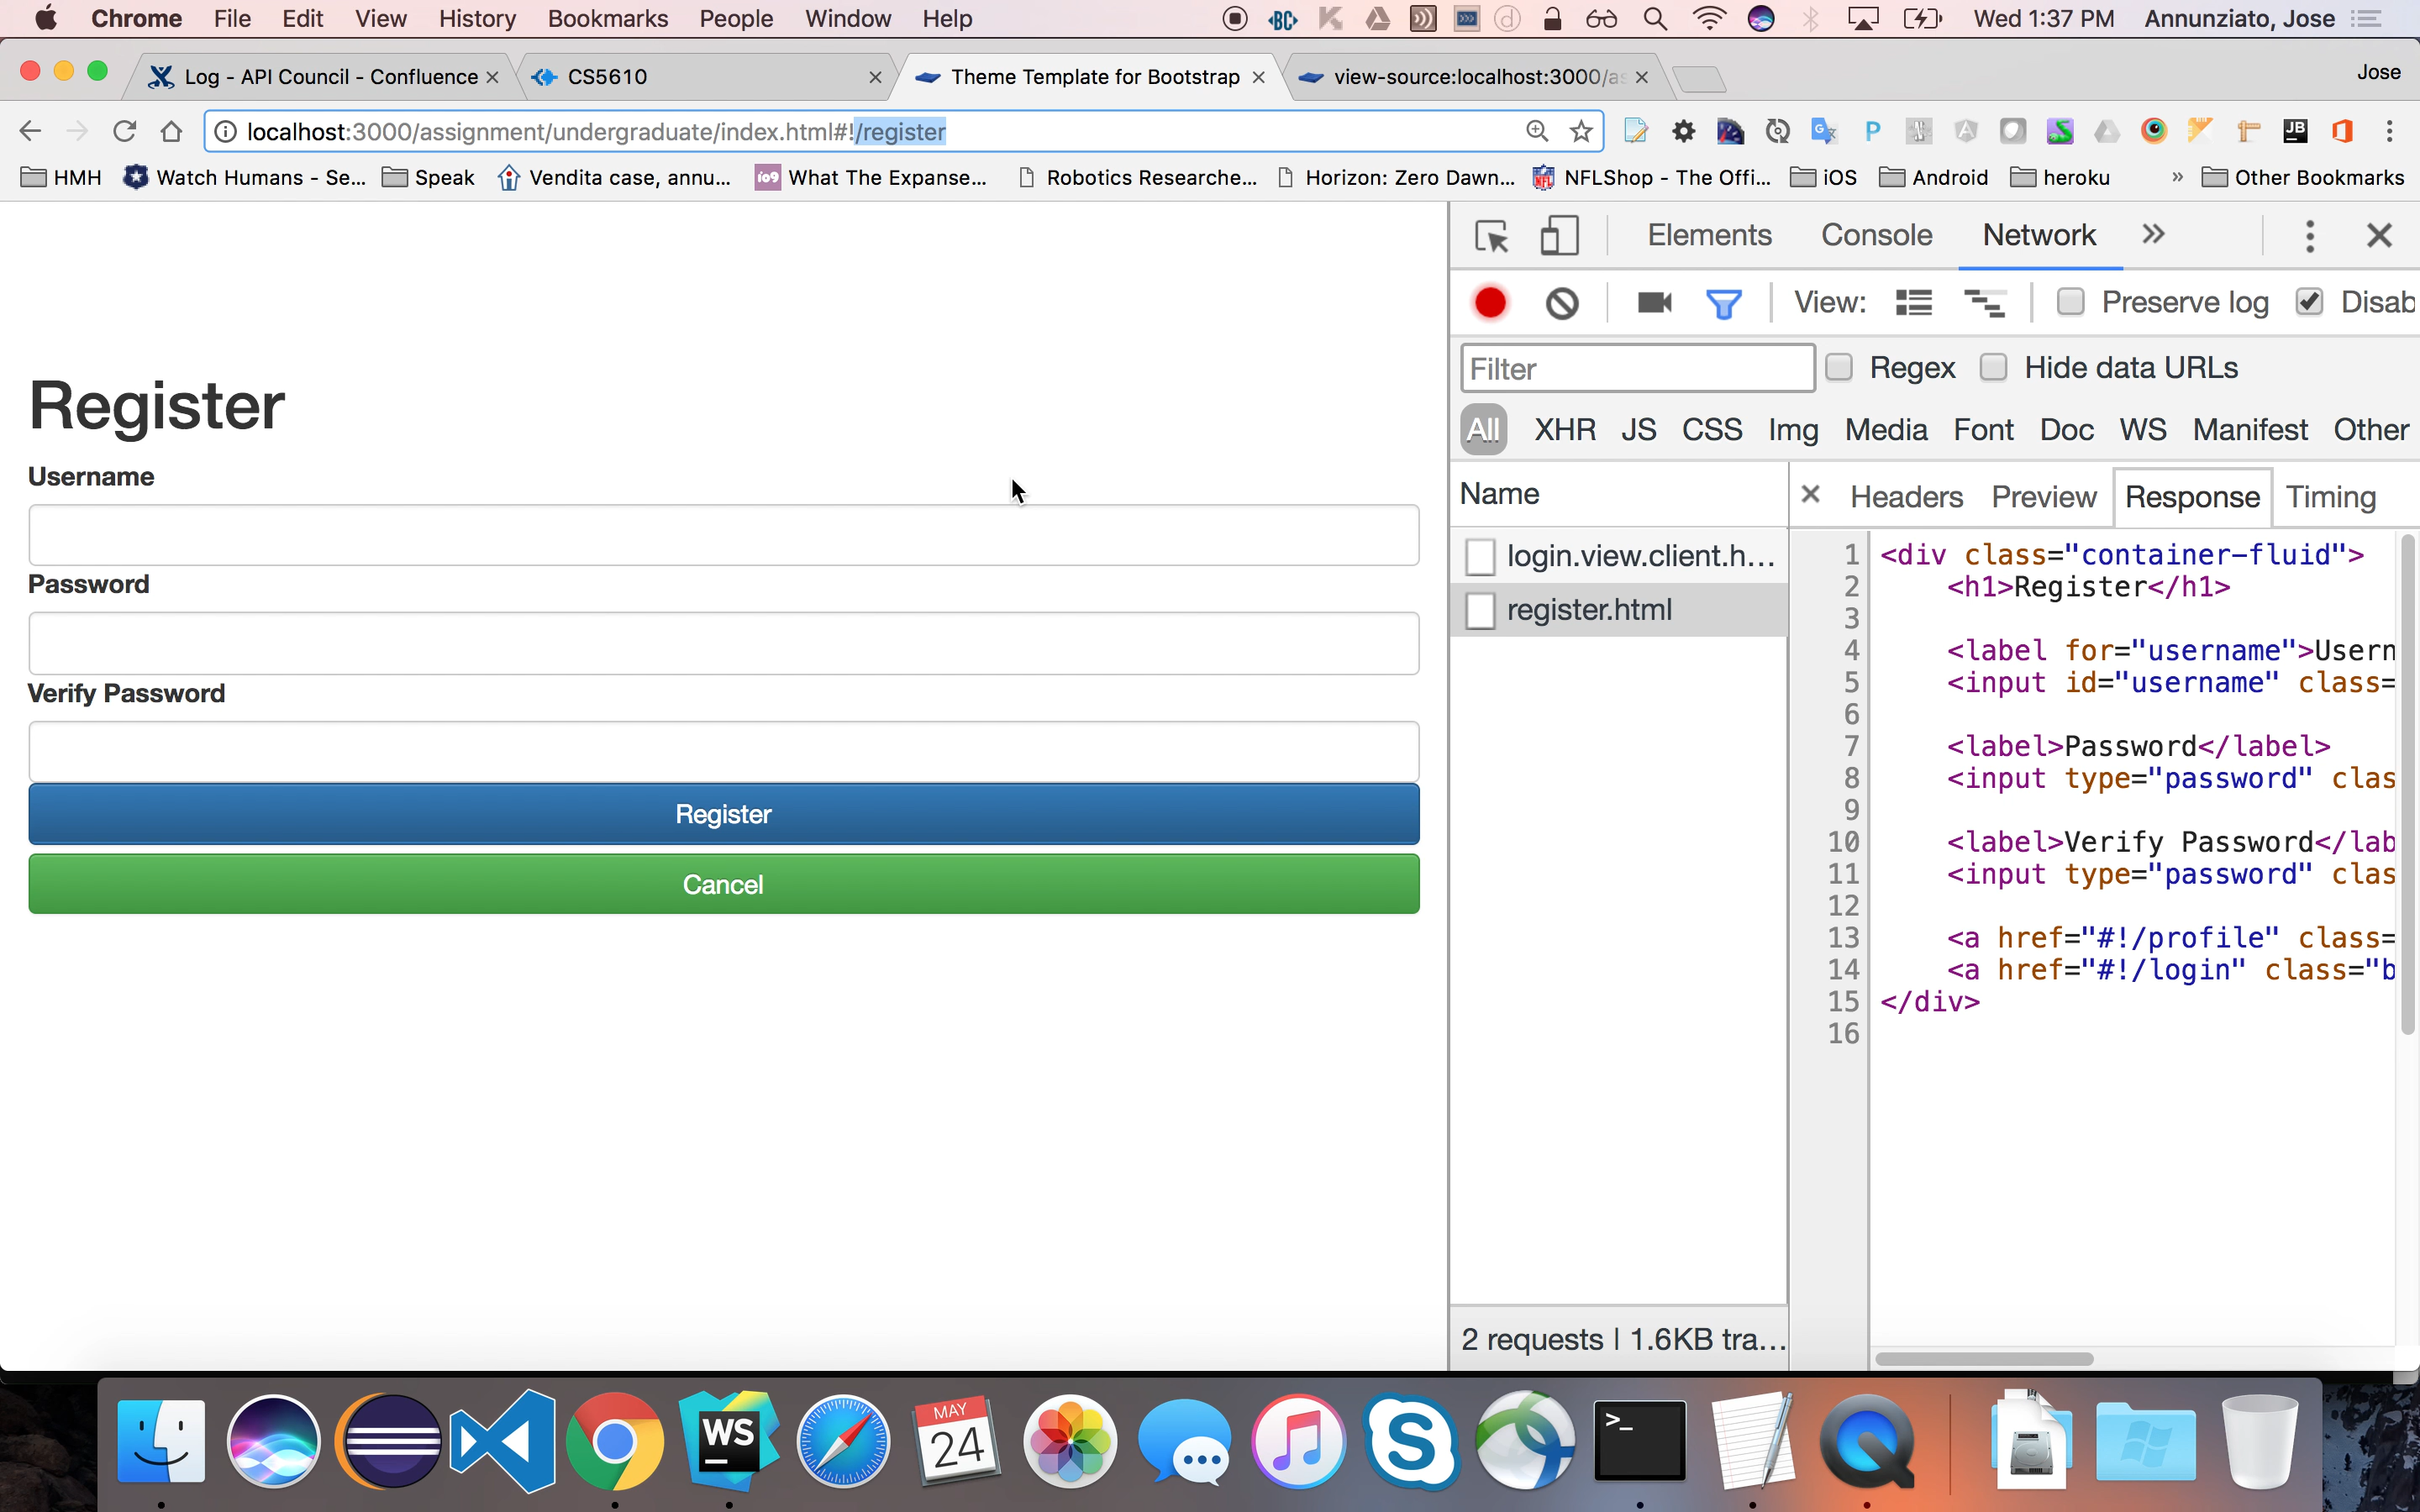 Chrome File Edit View History Bookmarks People Window Help Wed 1:37 PM Annunziato, Jose
Log - API Council - Confluence CS5610 Theme Template for Bootstrap view-source:localhost:3000/as Jose
localhost:3000/assignment/undergraduate/index.html#!/register
HMH Watch Humans - Se... Speak Vendita case, annu... io9 What The Expanse... Robotics Researche... Horizon: Zero Dawn... NFLShop - The Offi... iOS Android heroku » Other Bookmarks
Elements Console Network »
View: Preserve log Disab
Filter Regex Hide data URLs
All XHR JS CSS Img Media Font Doc WS Manifest Other
Name
login.view.client.h...
register.html
2 requests | 1.6KB tra...
Headers Preview Response Timing
1 <div class="container-fluid">
2 <h1>Register</h1>
3
4 <label for="username">Usern
5 <input id="username" class=
6
7 <label>Password</label>
8 <input type="password" clas
9
10 <label>Verify Password</lab
11 <input type="password" clas
12
13 <a href="#!/profile" class=
14 <a href="#!/login" class="b
15 </div>
16
Register
Username
Password
Verify Password
Register
Cancel
WS
MAY
24